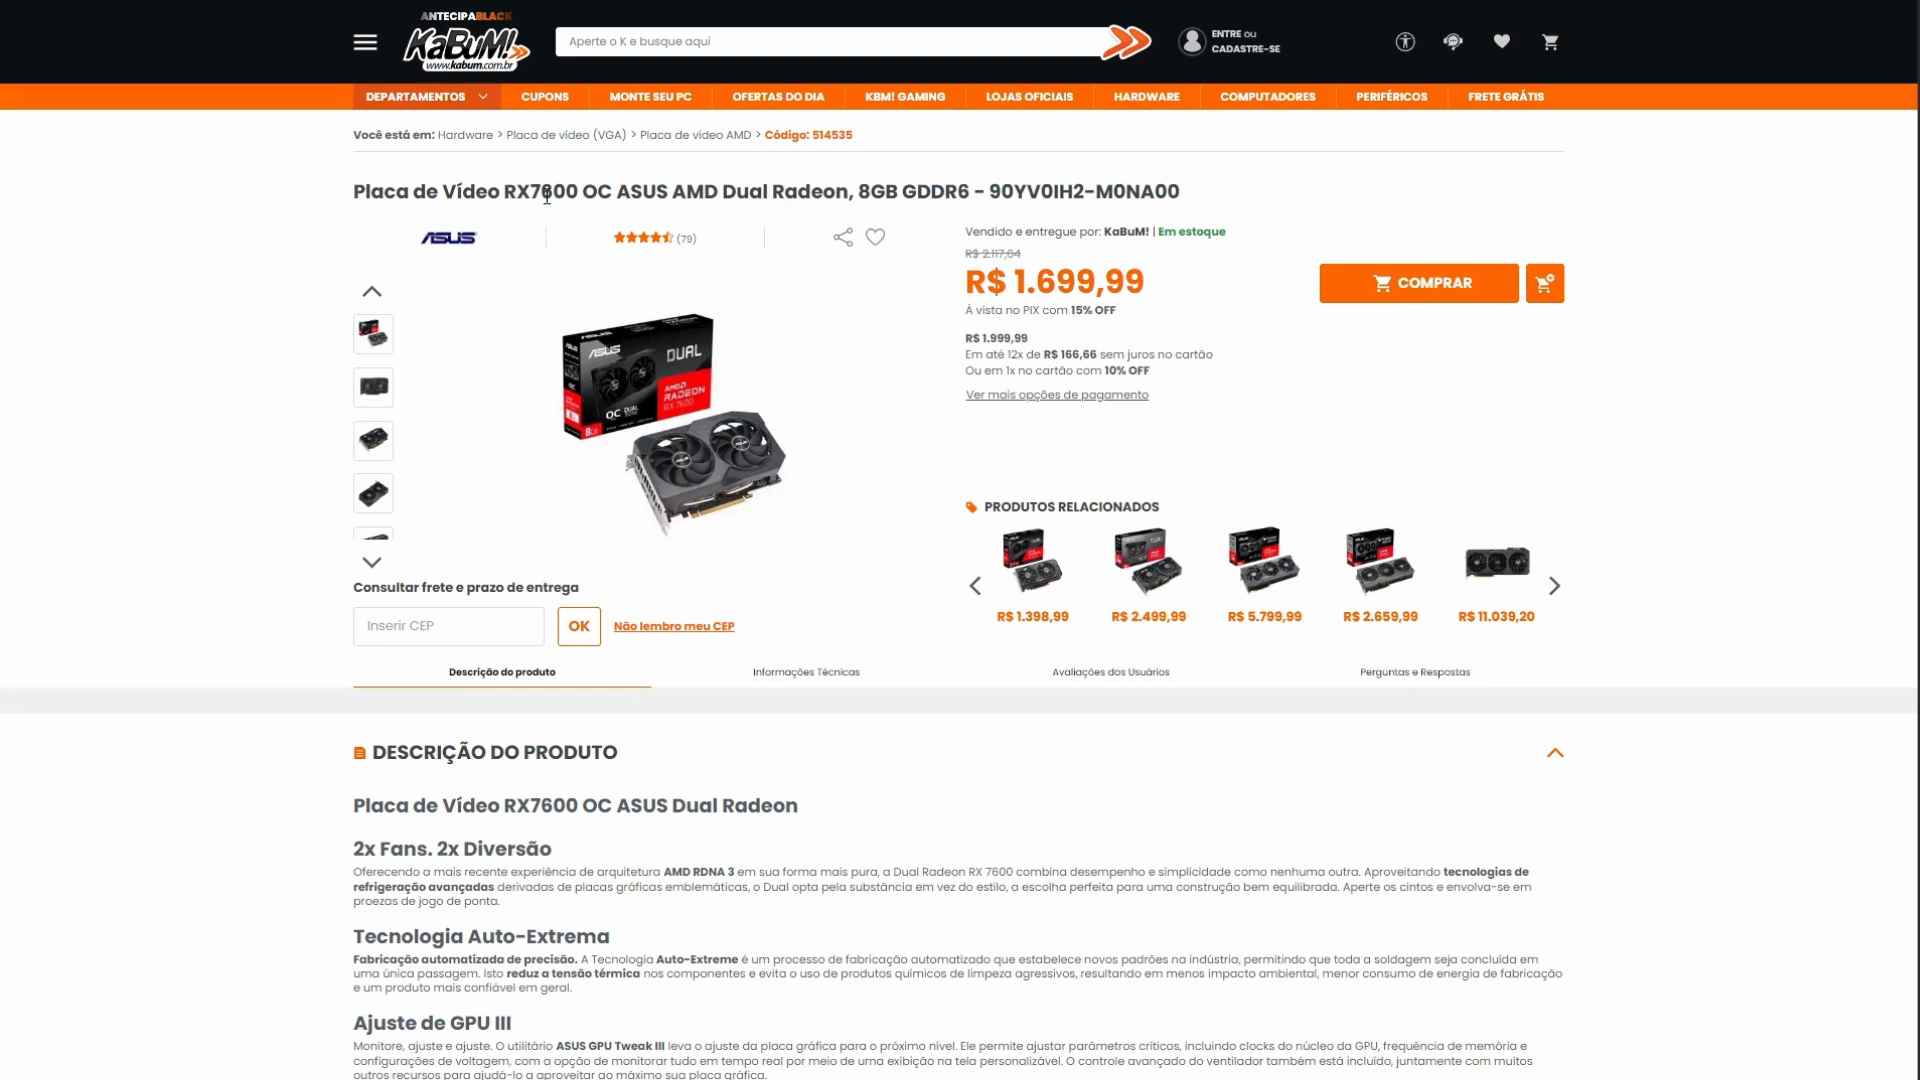 ANTECIPABLACK
KaBuM!
www.kabum.com.br
Aperte o K e busque aqui
ENTRE ou
CADASTRE-SE
DEPARTAMENTOS CUPONS MONTE SEU PC OFERTAS DO DIA KBM! GAMING LOJAS OFICIAIS HARDWARE COMPUTADORES PERIFÉRICOS FRETE GRÁTIS
Você está em: Hardware > Placa de vídeo (VGA) > Placa de vídeo AMD > Código: 514535
Placa de Vídeo RX7600 OC ASUS AMD Dual Radeon, 8GB GDDR6 - 90YV0IH2-M0NA00
ASUS
(79)
Vendido e entregue por: KaBuM! | Em estoque
R$ 2.117,64
R$ 1.699,99
À vista no PIX com 15% OFF
COMPRAR
R$ 1.999,99
Em até 12x de R$ 166,66 sem juros no cartão
Ou em 1x no cartão com 10% OFF
Ver mais opções de pagamento
ASUS
DUAL
AMD
RADEON
RX 7600
OC DUAL
8GB
PRODUTOS RELACIONADOS
R$ 1.398,99 R$ 2.499,99 R$ 5.799,99 R$ 2.659,99 R$ 11.039,20
Consultar frete e prazo de entrega
Inserir CEP
OK
Não lembro meu CEP
Descrição do produto Informações Técnicas Avaliações dos Usuários Perguntas e Respostas
DESCRIÇÃO DO PRODUTO
Placa de Vídeo RX7600 OC ASUS Dual Radeon
2x Fans. 2x Diversão
Oferecendo a mais recente experiência de arquitetura AMD RDNA 3 em sua forma mais pura, a Dual Radeon RX 7600 combina desempenho e simplicidade como nenhuma outra. Aproveitando tecnologias de
refrigeração avançadas derivadas de placas gráficas emblemáticas, o Dual opta pela substância em vez do estilo, a escolha perfeita para uma construção bem equilibrada. Aperte os cintos e envolva-se em
proezas de jogo de ponta.
Tecnologia Auto-Extrema
Fabricação automatizada de precisão. A Tecnologia Auto-Extreme é um processo de fabricação automatizado que estabelece novos padrões na indústria, permitindo que toda a soldagem seja concluída em
uma única passagem. Isto reduz a tensão térmica nos componentes e evita o uso de produtos químicos de limpeza agressivos, resultando em menos impacto ambiental, menor consumo de energia de fabricação
e um produto mais confiável em geral.
Ajuste de GPU III
Monitore, ajuste e ajuste. O utilitário ASUS GPU Tweak III leva o ajuste da placa gráfica para o próximo nível. Ele permite ajustar parâmetros críticos, incluindo clocks do núcleo da GPU, frequência de memória e
configurações de voltagem, com a opção de monitorar tudo em tempo real por meio de uma exibição na tela personalizável. O controle avançado do ventilador também está incluído, juntamente com muitos
outros recursos para ajudá-lo a aproveitar ao máximo sua placa gráfica.